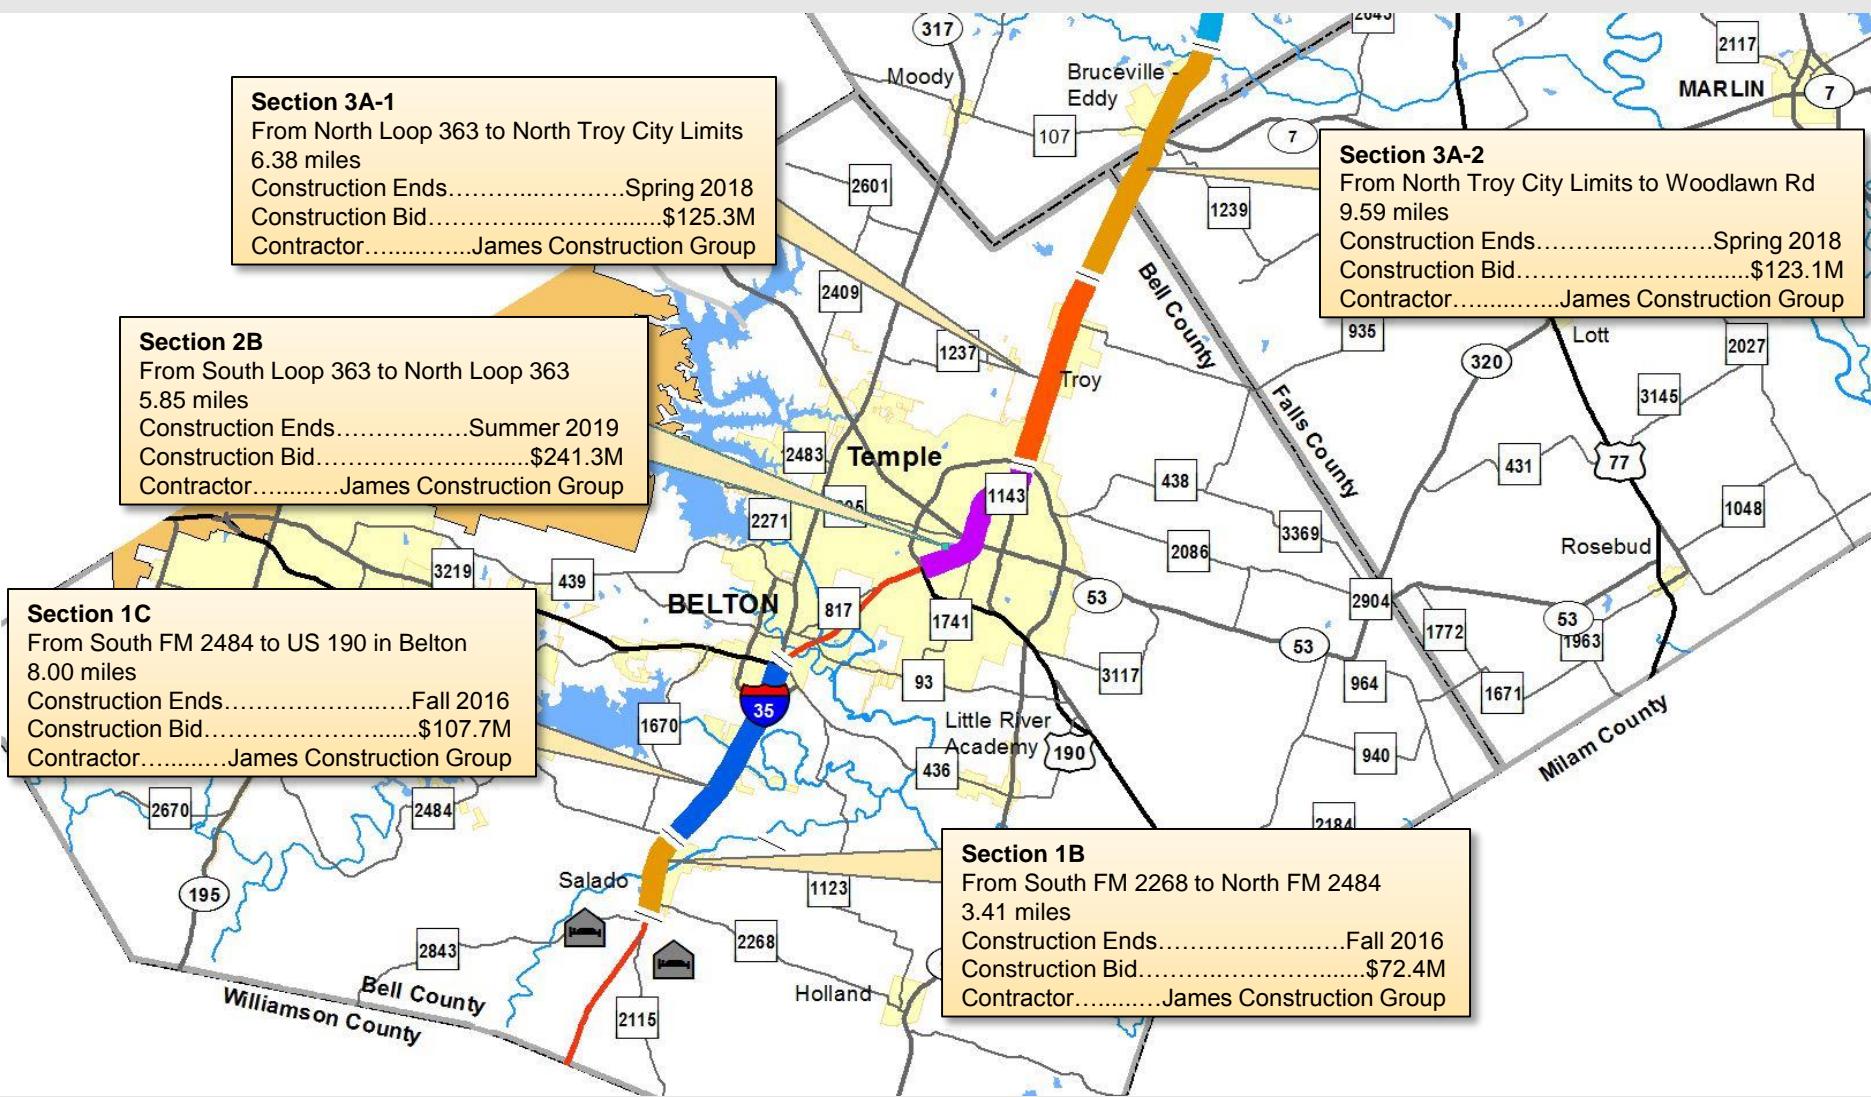 317
2643
2117
Moody
Bruceville -
Eddy
MARLIN
7
107
7
Section 3A-1
From North Loop 363 to North Troy City Limits
6.38 miles
Construction Ends………....…………Spring 2018
Construction Bid……………..………….......$125.3M
Contractor….......…...James Construction Group
Section 3A-2
From North Troy City Limits to Woodlawn Rd
9.59 miles
Construction Ends………....…………Spring 2018
Construction Bid……………..………….......$123.1M
Contractor….......…...James Construction Group
2601
1239
2409
Bell County
Falls County
1237
Troy
935
Lott
320
2027
3145
Section 2B
From South Loop 363 to North Loop 363
5.85 miles
Construction Ends…………......…Summer 2019
Construction Bid…………………….......$241.3M
Contractor….......…James Construction Group
2483
Temple
1143
438
431
77
1048
2271
3369
2086
Rosebud
3219
439
BELTON
817
1741
53
2904
1772
53
1963
53
93
3117
964
1671
Section 1C
From South FM 2484 to US 190 in Belton
8.00 miles
Construction Ends…………………..…Fall 2016
Construction Bid…………………….......$107.7M
Contractor….......…James Construction Group
35
1670
Little River
Academy
190
436
940
Milam County
2670
2484
2184
Section 1B
From South FM 2268 to North FM 2484
3.41 miles
Construction Ends…………………..…Fall 2016
Construction Bid………..…………….......$72.4M
Contractor….......…James Construction Group
195
Salado
1123
2843
2268
Bell County
Williamson County
Holland
2115